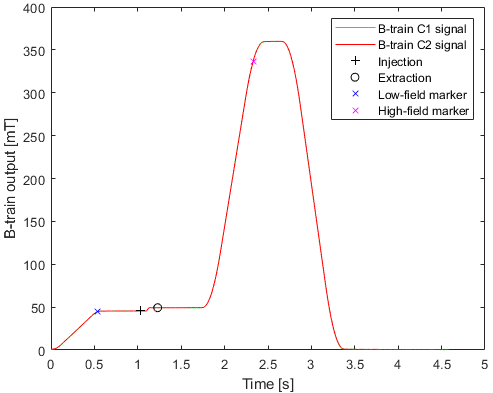 400
350
300
250
200
150
100
50
0
B-train output [mT]
B-train C1 signal
B-train C2 signal
Injection
Extraction
Low-field marker
High-field marker
0 0.5 1 1.5 2 2.5 3 3.5 4 4.5 5
Time [s]